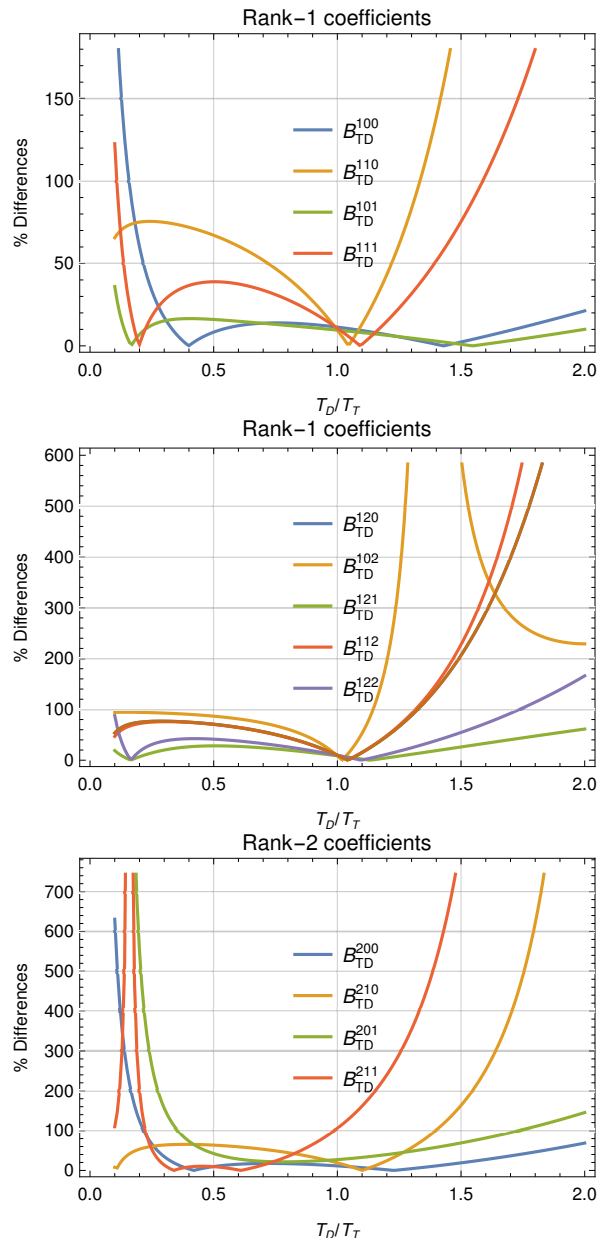 Rank-1 coefficients
% Differences
150
100
50
0
B_TD^100
B_TD^110
B_TD^101
B_TD^111
0.0 0.5 1.0 1.5 2.0
T_D/T_T
Rank-1 coefficients
% Differences
600
500
400
300
200
100
0
B_TD^120
B_TD^102
B_TD^121
B_TD^112
B_TD^122
0.0 0.5 1.0 1.5 2.0
T_D/T_T
Rank-2 coefficients
% Differences
700
600
500
400
300
200
100
0
B_TD^200
B_TD^210
B_TD^201
B_TD^211
0.0 0.5 1.0 1.5 2.0
T_D/T_T